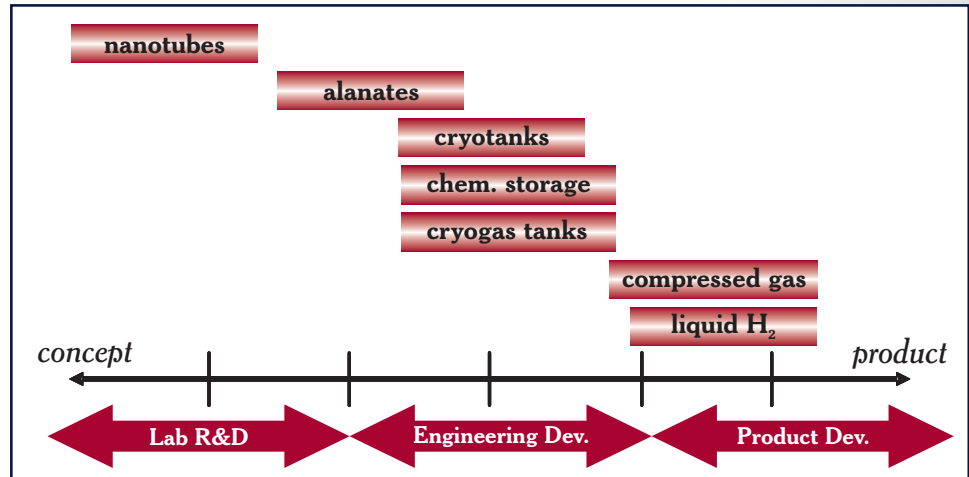 nanotubes
alanates
cryotanks
chem. storage
cryogas tanks
compressed gas
liquid H₂
concept
product
Lab R&D
Engineering Dev.
Product Dev.